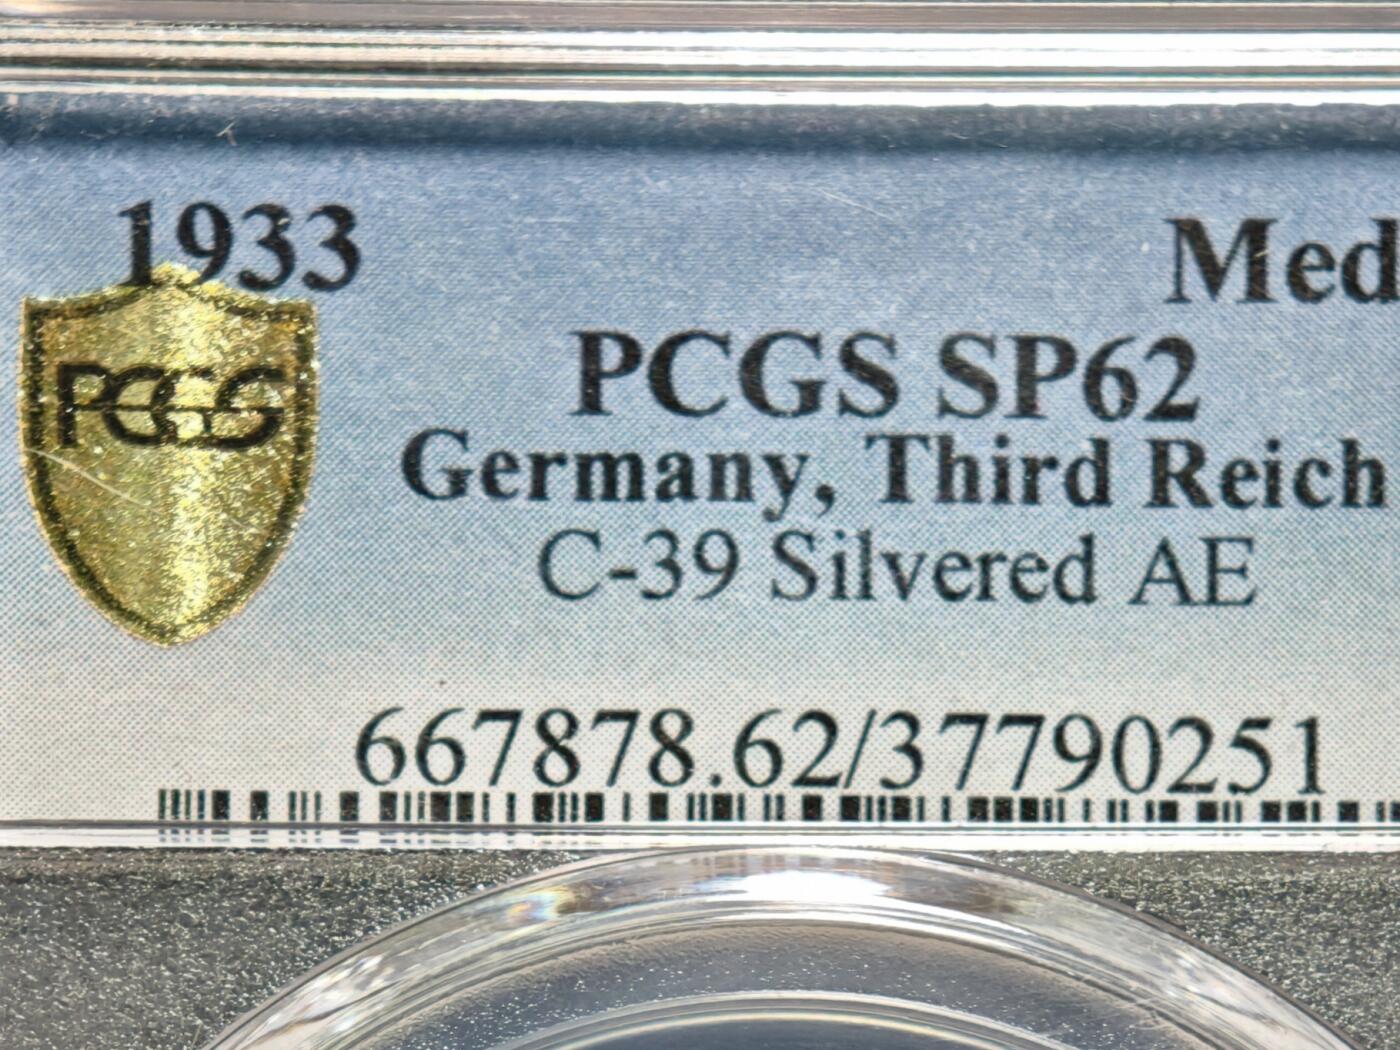 1933
Med
PCGS
PCGS SP62
Germany, Third Reich
C-39 Silvered AE
667878.62/37790251